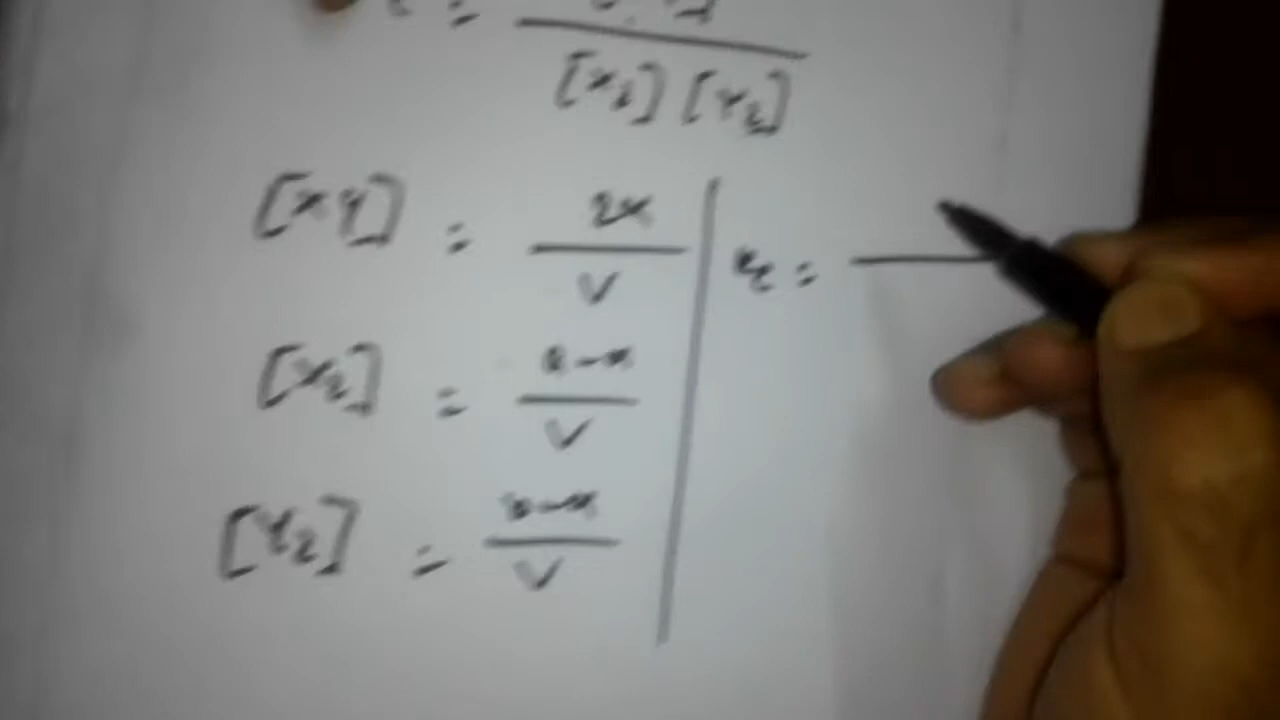 [X2] [Y2]
[XY] = 2x / V
Kc =
[X2] = a-x / V
[Y2] = b-x / V